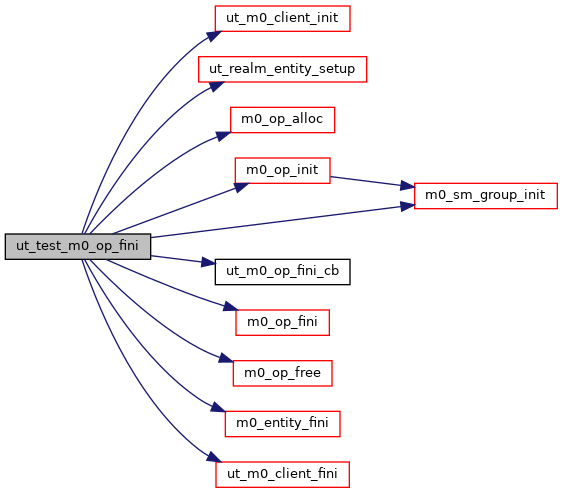 ut_m0_client_init
ut_realm_entity_setup
m0_op_alloc
m0_op_init
m0_sm_group_init
ut_test_m0_op_fini
ut_m0_op_fini_cb
m0_op_fini
m0_op_free
m0_entity_fini
ut_m0_client_fini